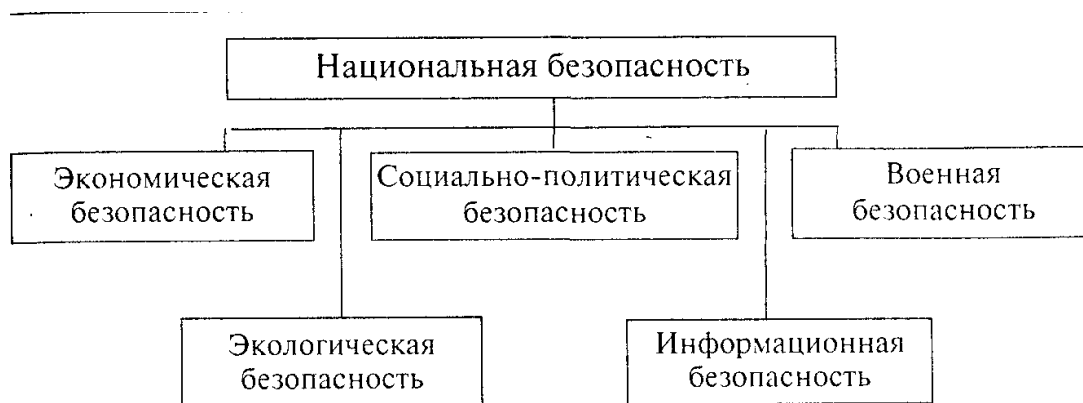 Национальная безопасность
Экономическая
безопасность
Социально-политическая
безопасность
Военная
безопасность
Экологическая
безопасность
Информационная
безопасность